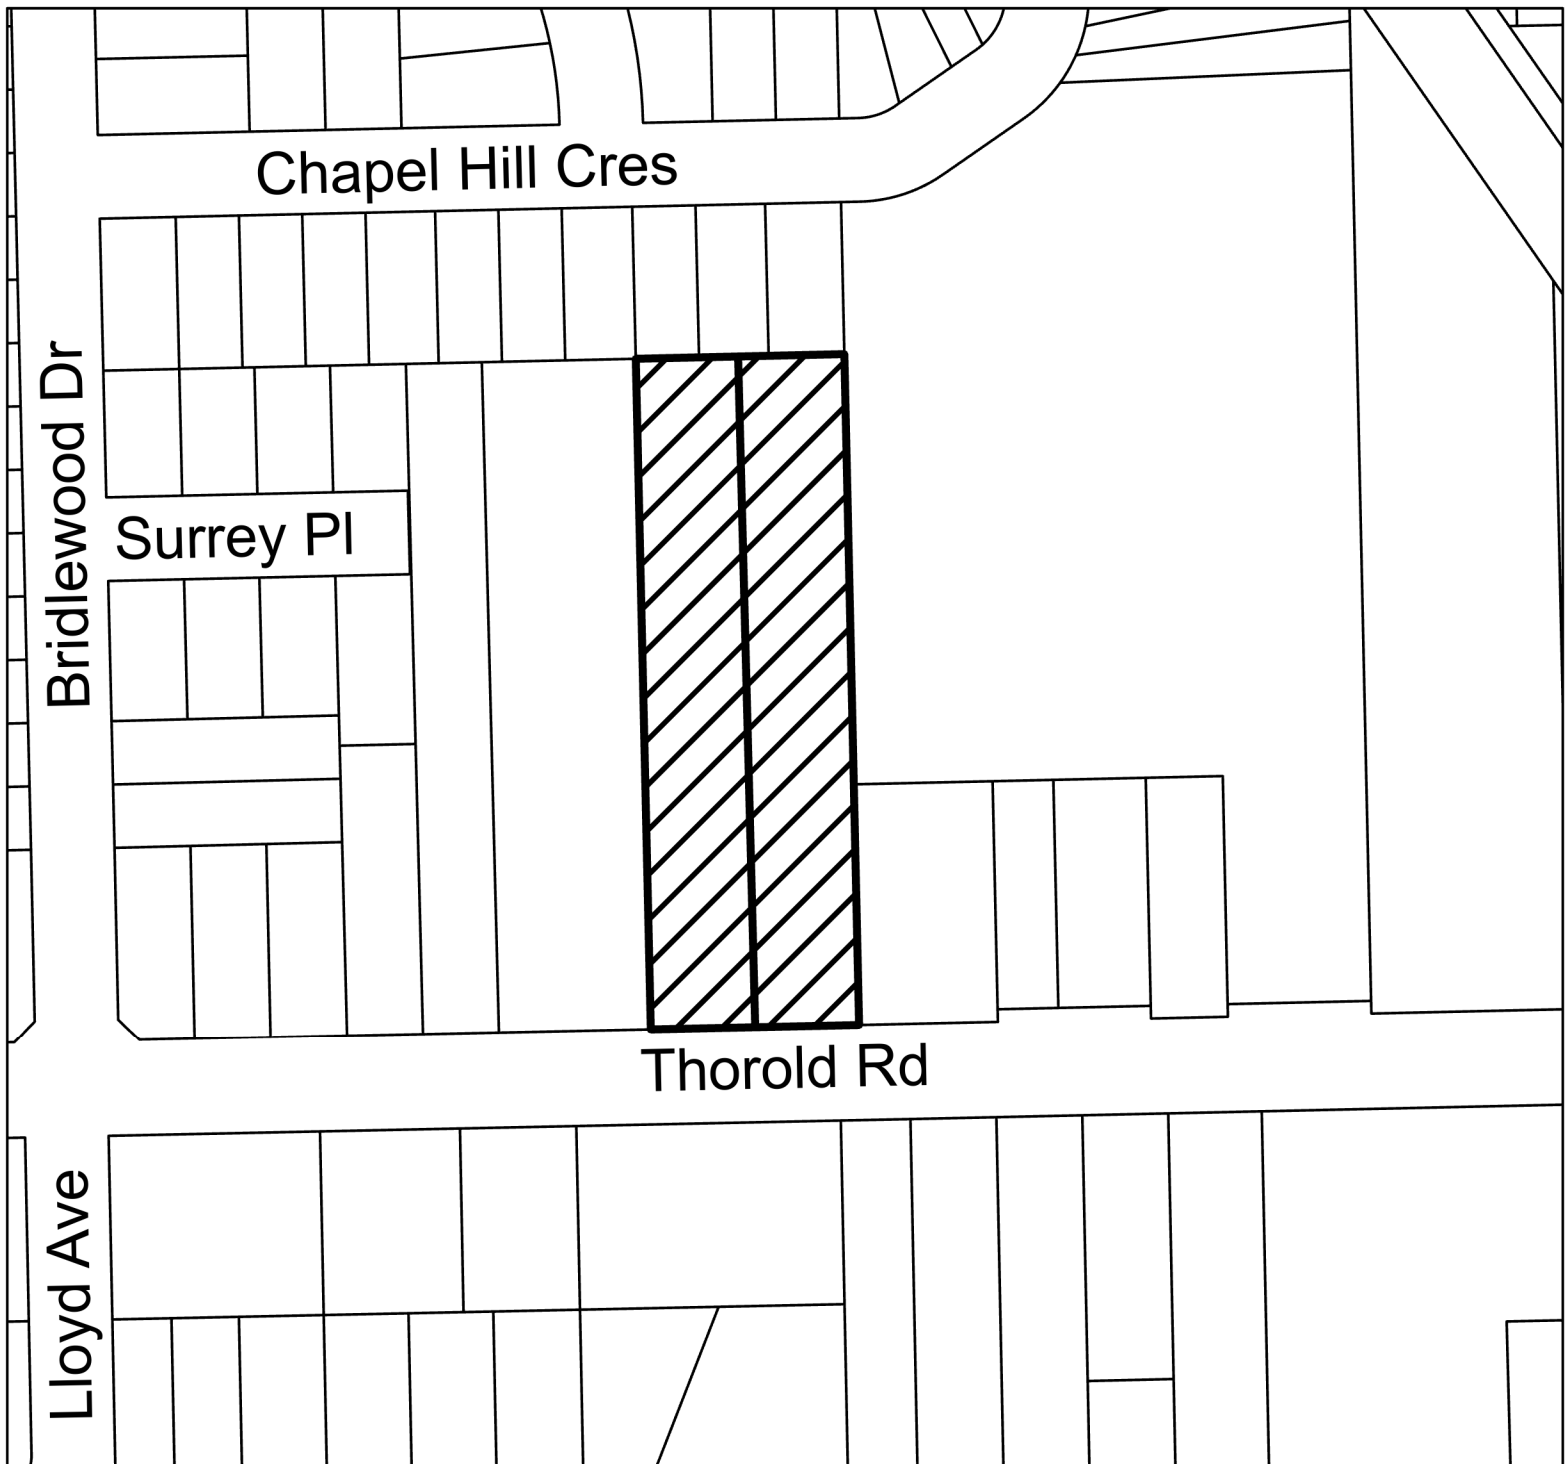 Chapel Hill Cres
Bridlewood Dr
Surrey Pl
Thorold Rd
Lloyd Ave